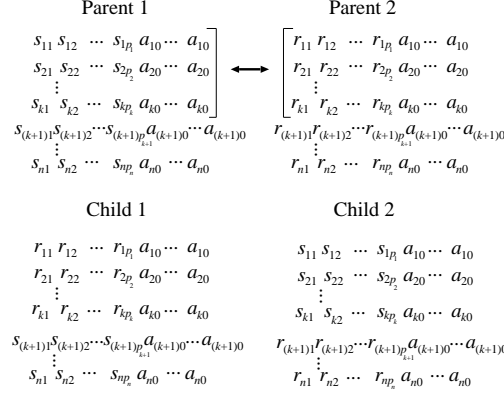 Parent 1 Parent 2
s₁₁ s₁₂ ··· s₁ₚ₁ a₁₀ ··· a₁₀ r₁₁ r₁₂ ··· r₁ₚ₁ a₁₀ ··· a₁₀
s₂₁ s₂₂ ··· s₂ₚ₂ a₂₀ ··· a₂₀ r₂₁ r₂₂ ··· r₂ₚ₂ a₂₀ ··· a₂₀
⋮ ⋮
sₖ₁ sₖ₂ ··· sₖₚₖ aₖ₀ ··· aₖ₀ rₖ₁ rₖ₂ ··· rₖₚₖ aₖ₀ ··· aₖ₀
s₍ₖ₊₁₎₁ s₍ₖ₊₁₎₂ ··· s₍ₖ₊₁₎ₚₖ₊₁ a₍ₖ₊₁₎₀ ··· a₍ₖ₊₁₎₀ r₍ₖ₊₁₎₁ r₍ₖ₊₁₎₂ ··· r₍ₖ₊₁₎ₚₖ₊₁ a₍ₖ₊₁₎₀ ··· a₍ₖ₊₁₎₀
⋮ ⋮
sₙ₁ sₙ₂ ··· sₙₚₙ aₙ₀ ··· aₙ₀ rₙ₁ rₙ₂ ··· rₙₚₙ aₙ₀ ··· aₙ₀
Child 1 Child 2
r₁₁ r₁₂ ··· r₁ₚ₁ a₁₀ ··· a₁₀ s₁₁ s₁₂ ··· s₁ₚ₁ a₁₀ ··· a₁₀
r₂₁ r₂₂ ··· r₂ₚ₂ a₂₀ ··· a₂₀ s₂₁ s₂₂ ··· s₂ₚ₂ a₂₀ ··· a₂₀
⋮ ⋮
rₖ₁ rₖ₂ ··· rₖₚₖ aₖ₀ ··· aₖ₀ sₖ₁ sₖ₂ ··· sₖₚₖ aₖ₀ ··· aₖ₀
s₍ₖ₊₁₎₁ s₍ₖ₊₁₎₂ ··· s₍ₖ₊₁₎ₚₖ₊₁ a₍ₖ₊₁₎₀ ··· a₍ₖ₊₁₎₀ r₍ₖ₊₁₎₁ r₍ₖ₊₁₎₂ ··· r₍ₖ₊₁₎ₚₖ₊₁ a₍ₖ₊₁₎₀ ··· a₍ₖ₊₁₎₀
⋮ ⋮
sₙ₁ sₙ₂ ··· sₙₚₙ aₙ₀ ··· aₙ₀ rₙ₁ rₙ₂ ··· rₙₚₙ aₙ₀ ··· aₙ₀